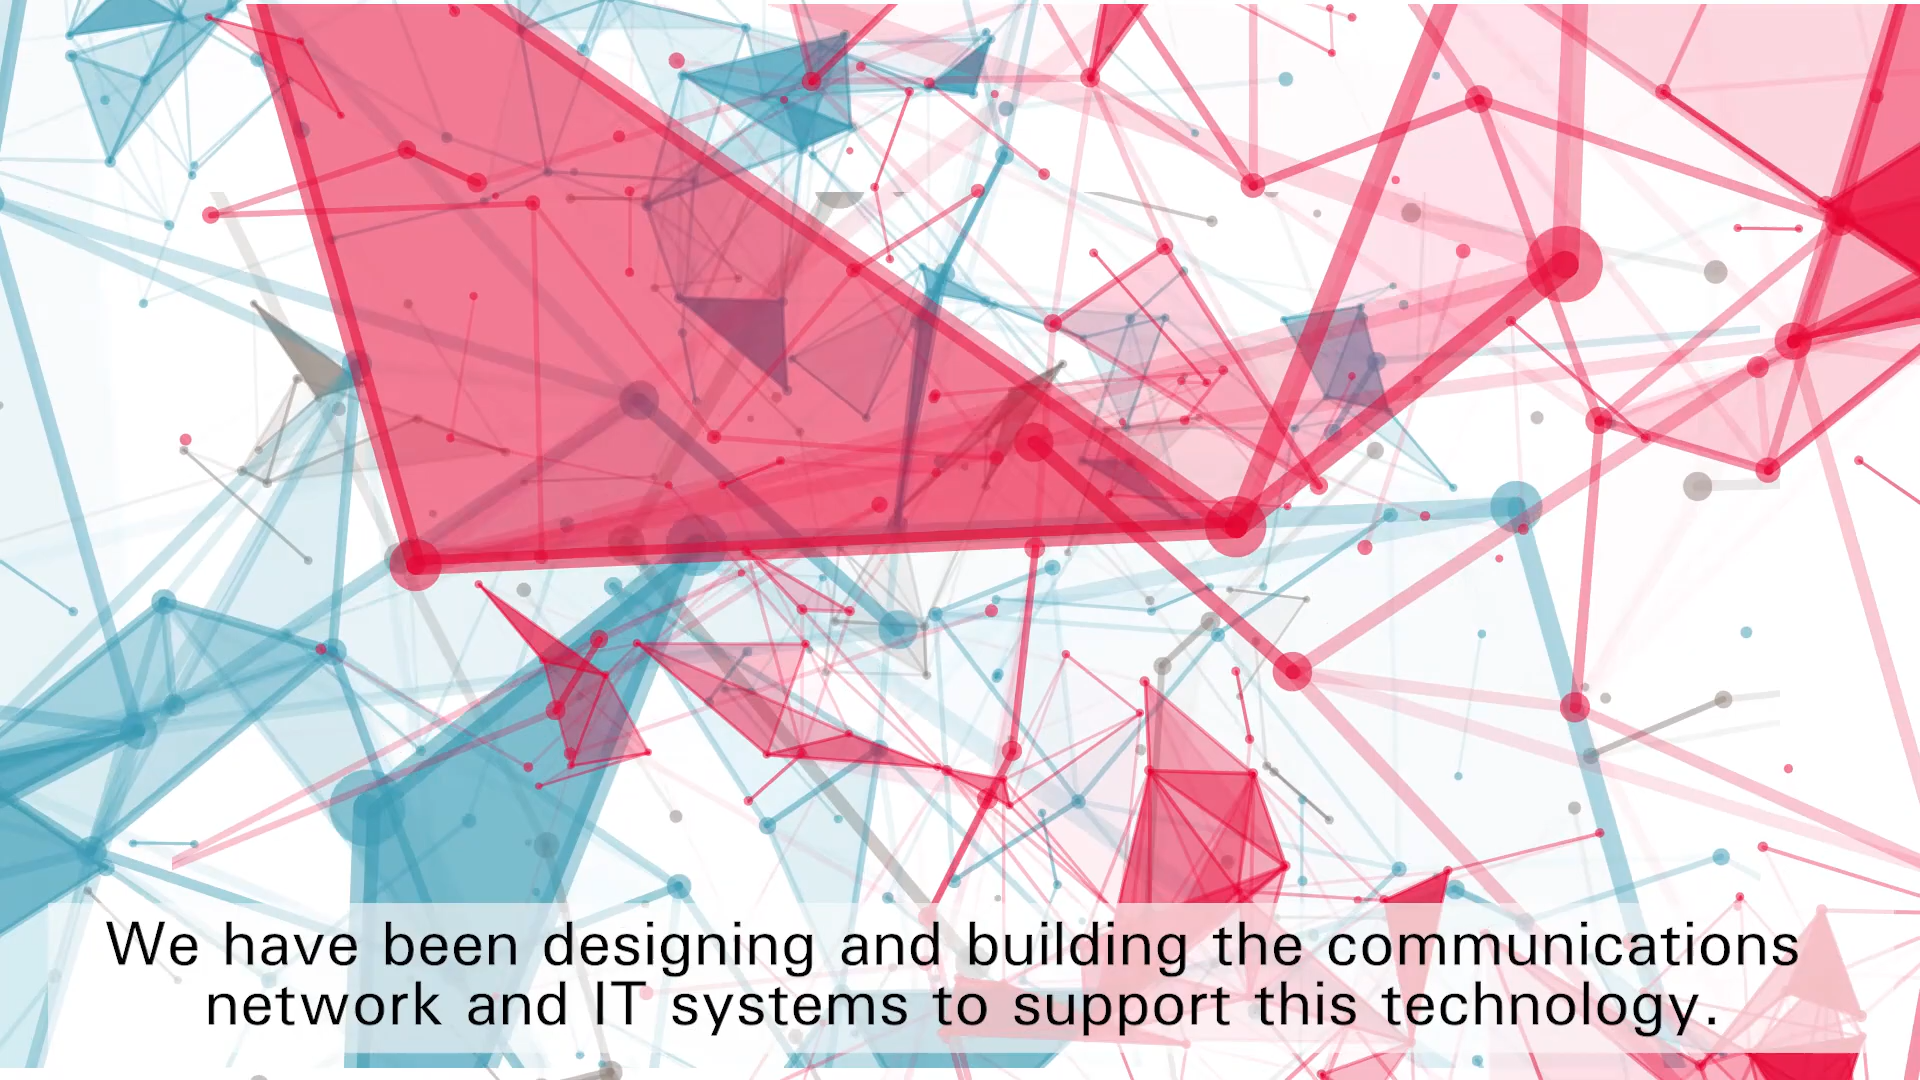 We have been designing and building the communications
network and IT systems to support this technology.